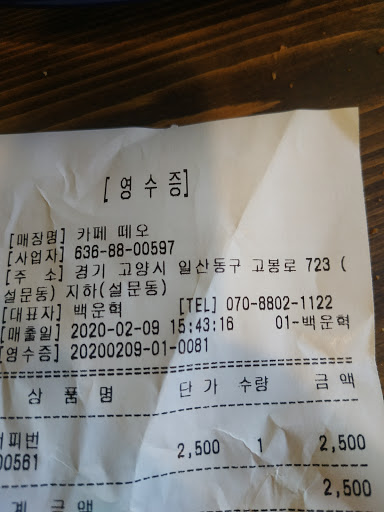 [영수증]
[매장명] 카페 떼오
[사업자] 636-88-00597
[주 소] 경기 고양시 일산동구 고봉로 723 (
설문동) 지하(설문동)
[대표자] 백운혁 [TEL] 070-8802-1122
[매출일] 2020-02-09 15:43:16 01-백운혁
[영수증] 20200209-01-0081
상 품 명 단 가 수량 금 액
피번 2,500 1 2,500
00561
2,500
계 금 액